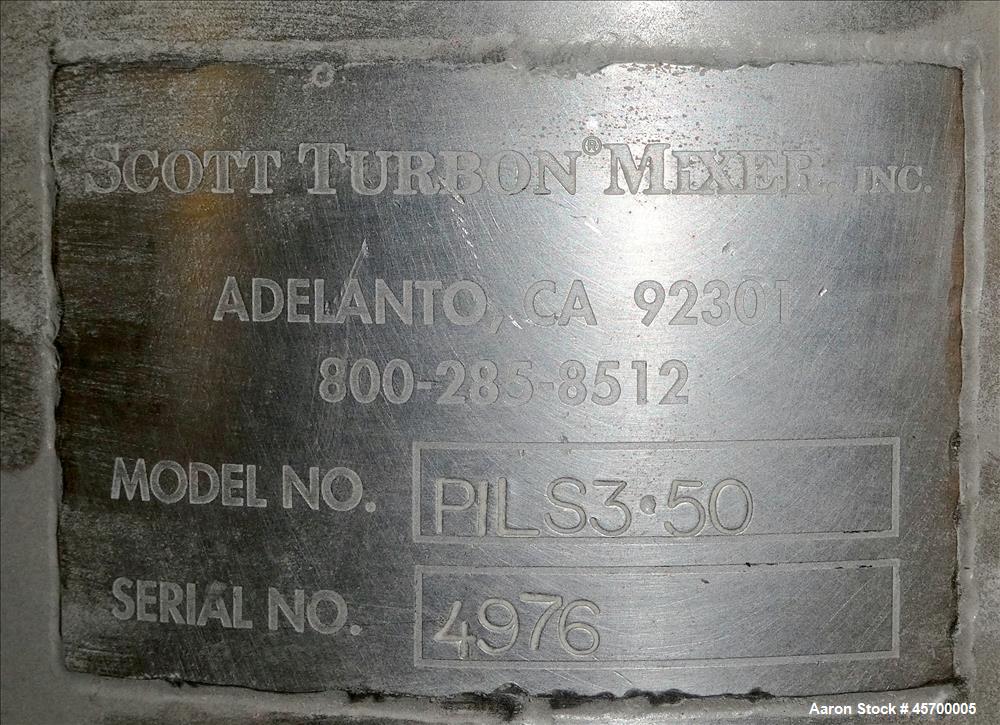 SCOTT TURBON® MIXER, INC.
ADELANTO, CA 92301
800-285-8512
MODEL NO. PILS3·50
SERIAL NO. 4976
Aaron Stock # 45700005